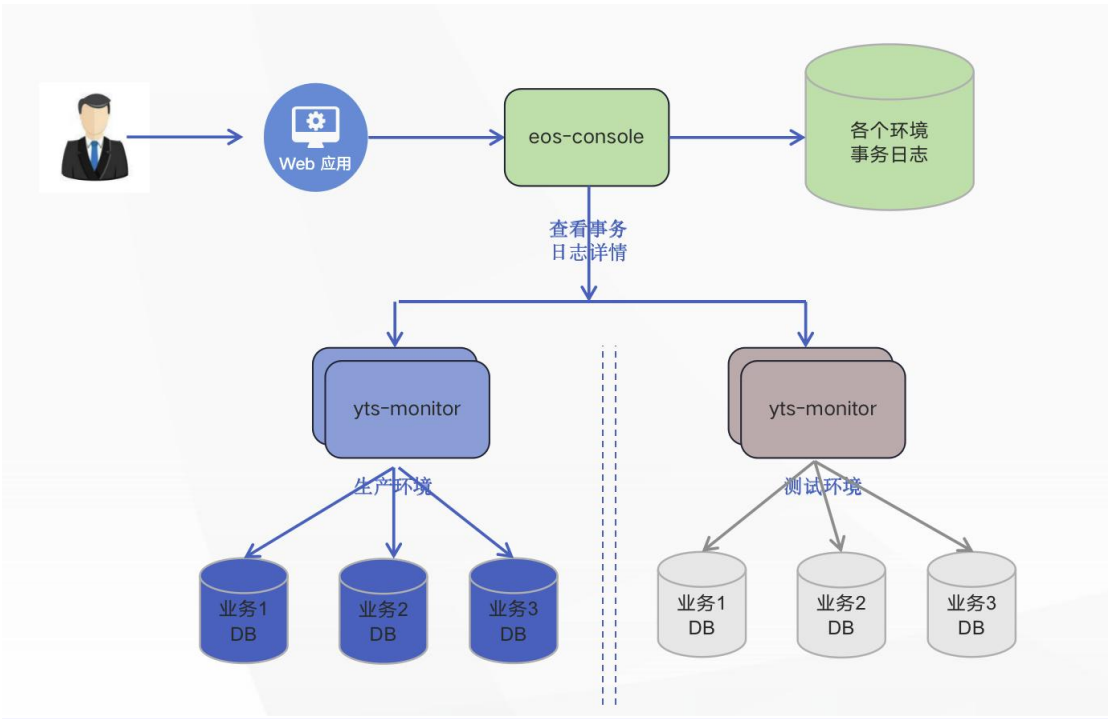 Web 应用
eos-console
各个环境
事务日志
查看事务
日志详情
yts-monitor
yts-monitor
生产环境
测试环境
业务1
DB
业务2
DB
业务3
DB
业务1
DB
业务2
DB
业务3
DB